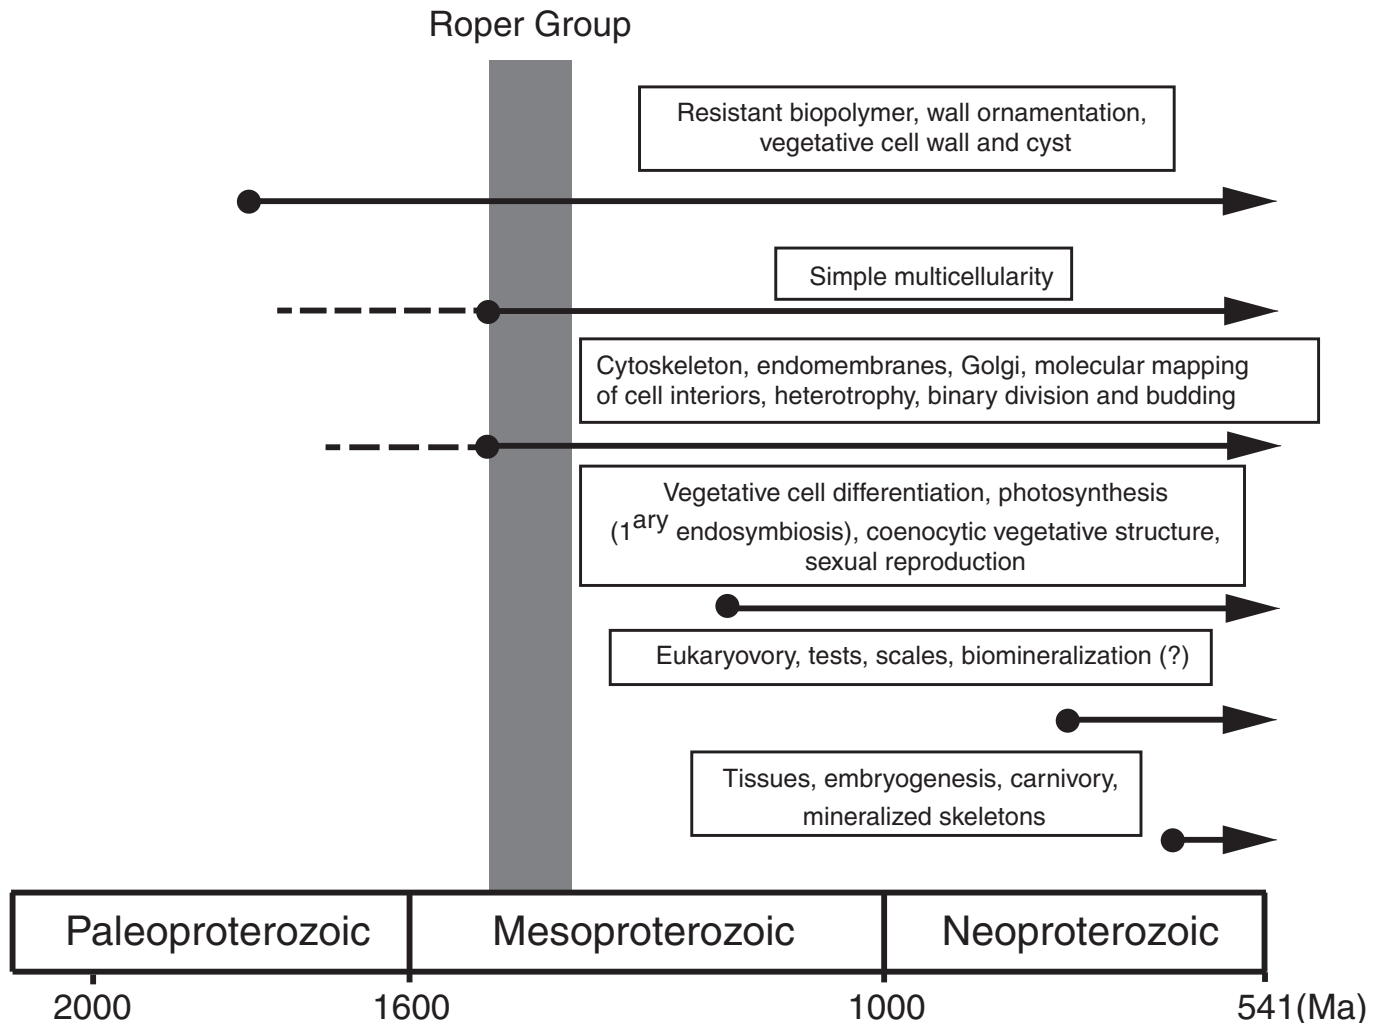 Roper Group
Resistant biopolymer, wall ornamentation,
vegetative cell wall and cyst
Simple multicellularity
Cytoskeleton, endomembranes, Golgi, molecular mapping
of cell interiors, heterotrophy, binary division and budding
Vegetative cell differentiation, photosynthesis
(1ary endosymbiosis), coenocytic vegetative structure,
sexual reproduction
Eukaryovory, tests, scales, biomineralization (?)
Tissues, embryogenesis, carnivory,
mineralized skeletons
Paleoproterozoic Mesoproterozoic Neoproterozoic
2000 1600 1000 541(Ma)